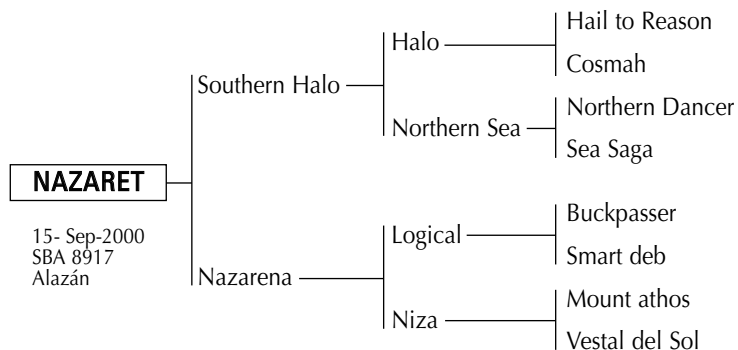 Hail to Reason
Halo
Cosmah
Southern Halo
Northern Dancer
Northern Sea
Sea Saga
NAZARET
15- Sep-2000
SBA 8917
Alazán
Buckpasser
Logical
Smart deb
Nazarena
Mount athos
Niza
Vestal del Sol